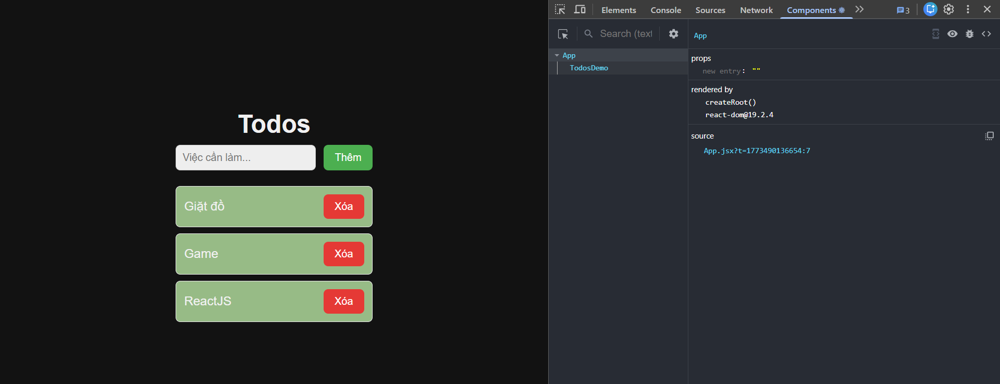 Todos
Việc cần làm...
Thêm
Giặt đồ
Xóa
Game
Xóa
ReactJS
Xóa
Elements Console Sources Network Components 3
Search (text
App
TodosDemo
App
props
new entry: ""
rendered by
createRoot()
react-dom@19.2.4
source
App.jsx?t=1773490136654:7